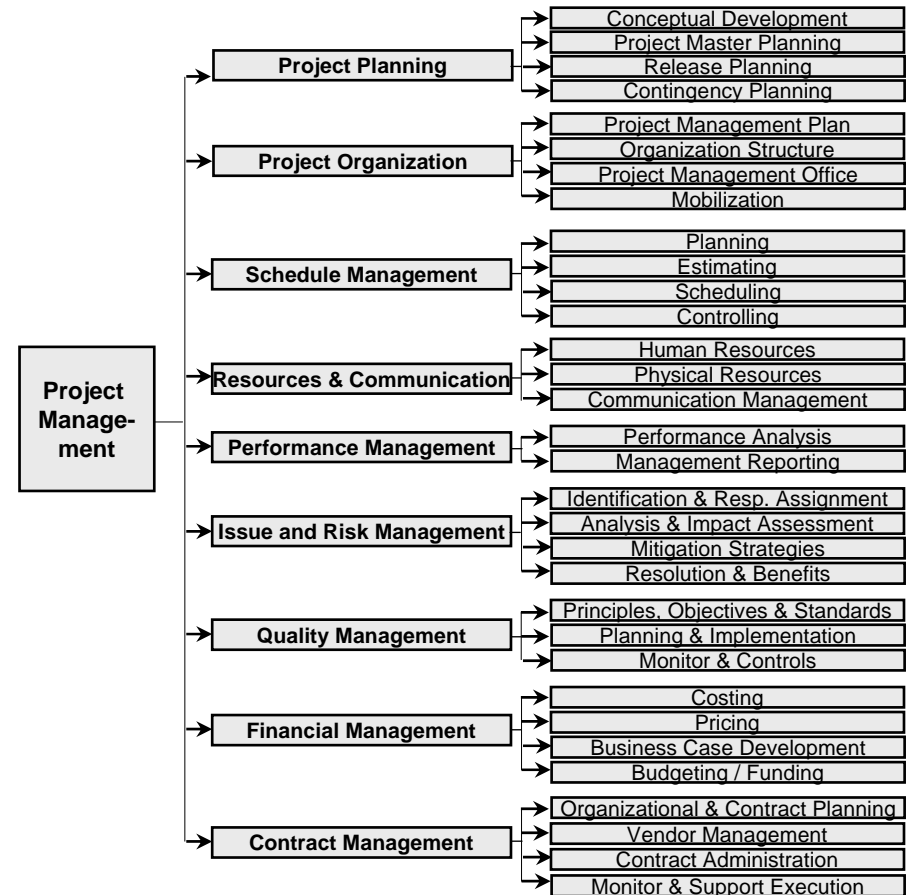 Project
Manage-
ment
Project Planning
Conceptual Development
Project Master Planning
Release Planning
Contingency Planning
Project Organization
Project Management Plan
Organization Structure
Project Management Office
Mobilization
Schedule Management
Planning
Estimating
Scheduling
Controlling
Resources & Communication
Human Resources
Physical Resources
Communication Management
Performance Management
Performance Analysis
Management Reporting
Issue and Risk Management
Identification & Resp. Assignment
Analysis & Impact Assessment
Mitigation Strategies
Resolution & Benefits
Quality Management
Principles, Objectives & Standards
Planning & Implementation
Monitor & Controls
Financial Management
Costing
Pricing
Business Case Development
Budgeting / Funding
Contract Management
Organizational & Contract Planning
Vendor Management
Contract Administration
Monitor & Support Execution